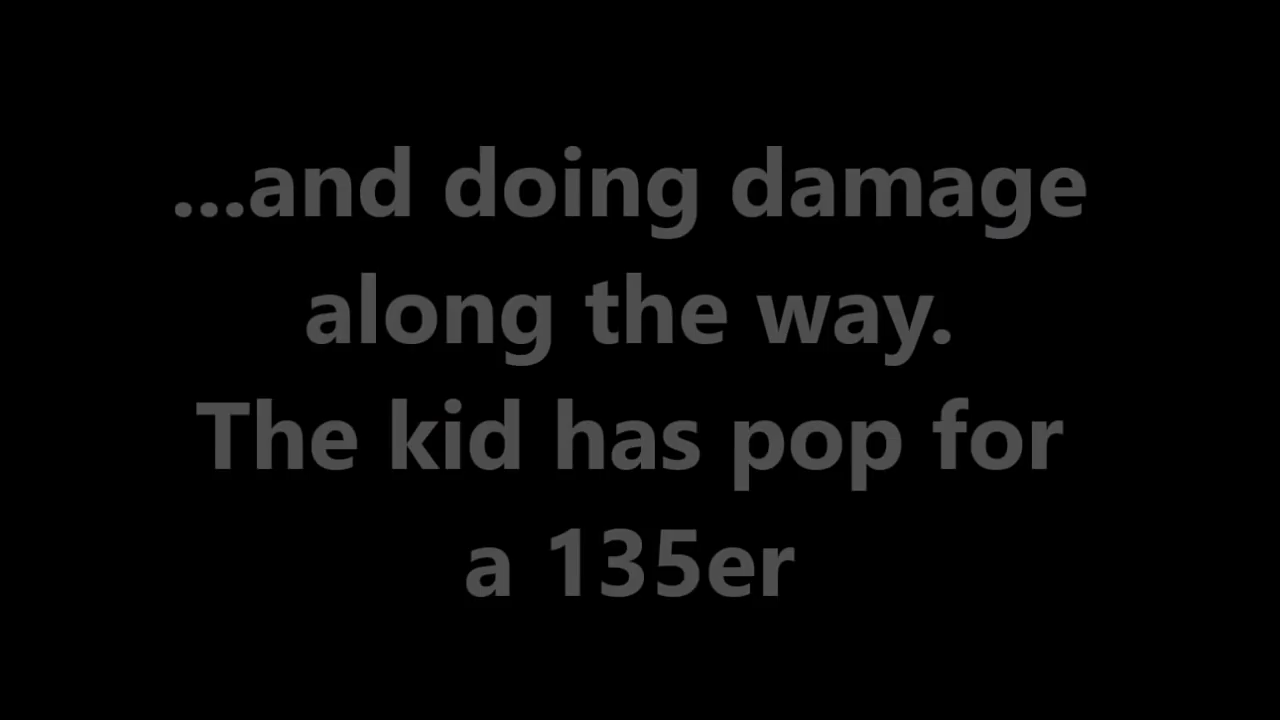 ...and doing damage
along the way.
The kid has pop for
a 135er